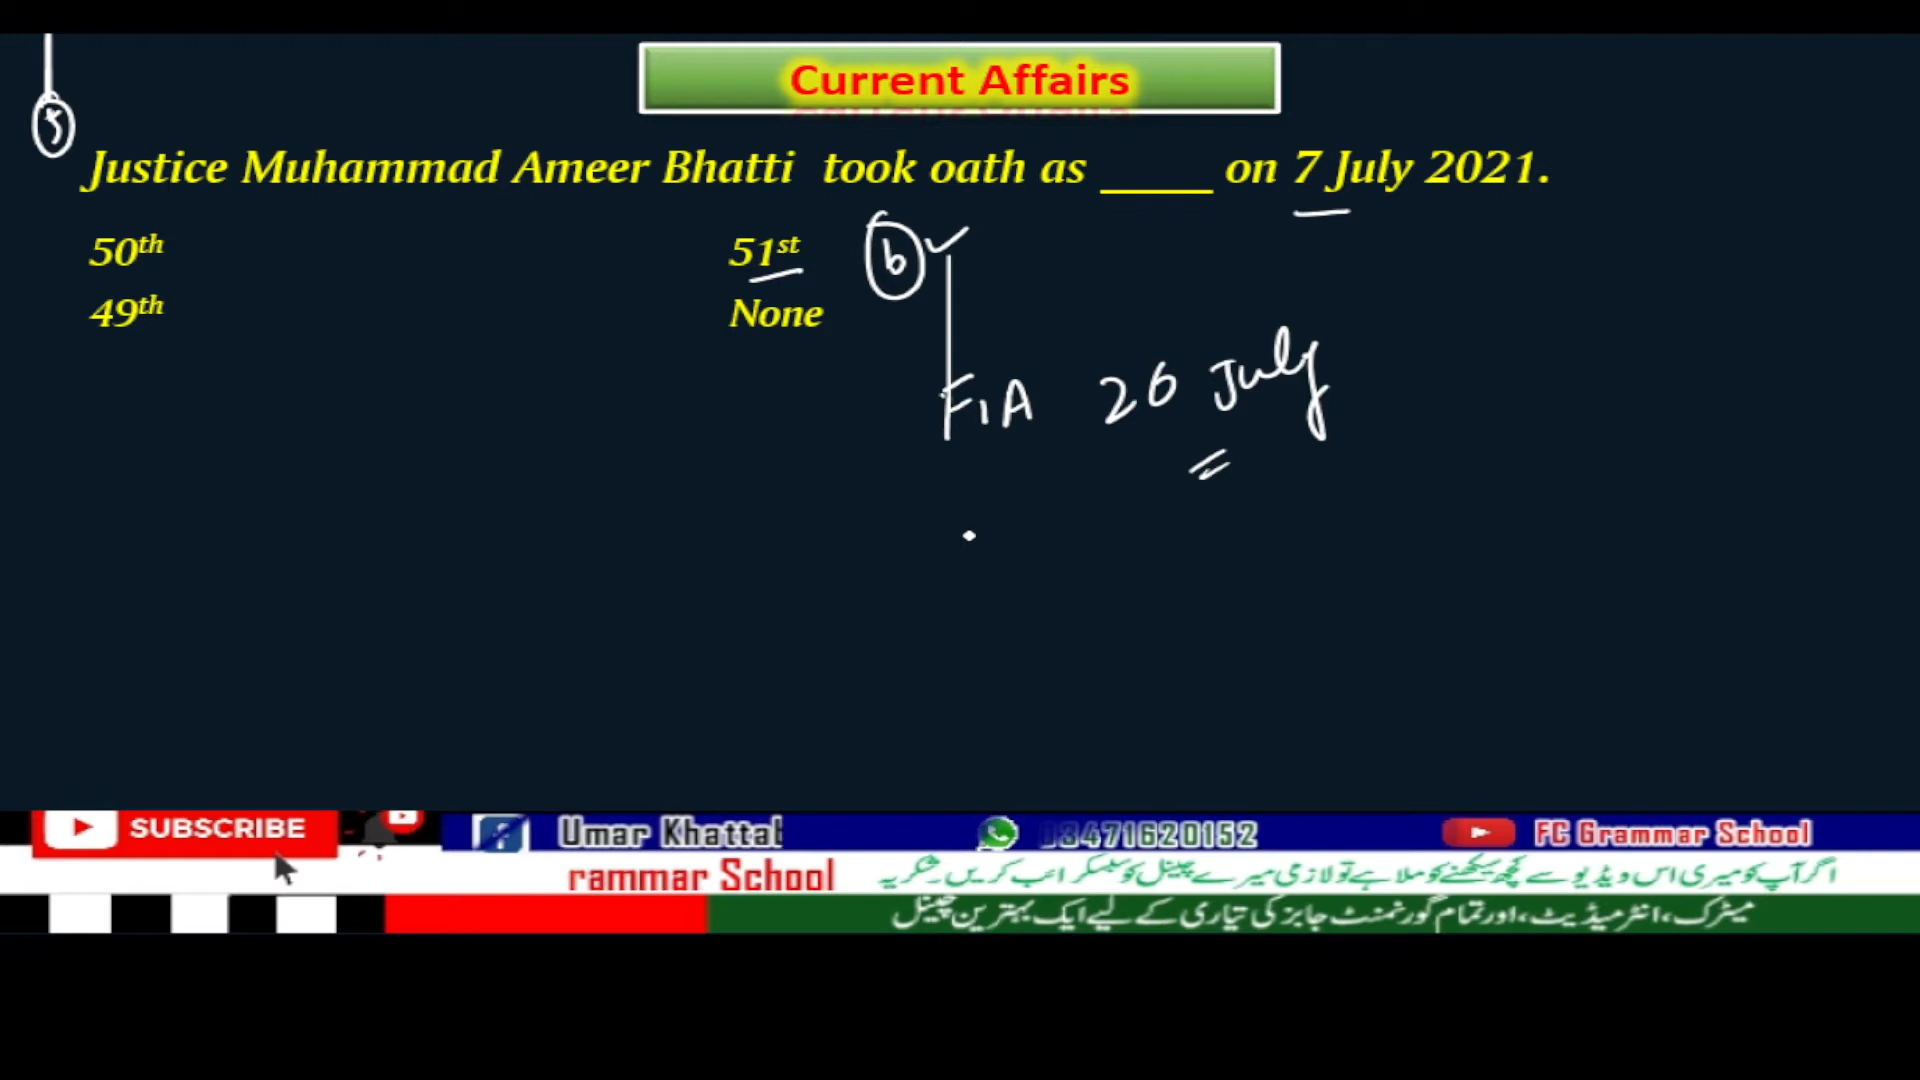 Current Affairs
5
Justice Muhammad Ameer Bhatti took oath as _____ on 7 July 2021.
50th 51st b
49th None
FIA 26 July
SUBSCRIBE Umar Khattab 03471620152 FC Grammar School
rammar School اگر آپ کو میری اس ویڈیو سے کچھ سیکھنے کو ملا ہے تو لازمی میرے چینل کو سبسکرائب کریں۔شکریہ
میٹرک،انٹرمیڈیٹ،اور تمام گورنمنٹ جابز کی تیاری کے لیے ایک بہترین چینل